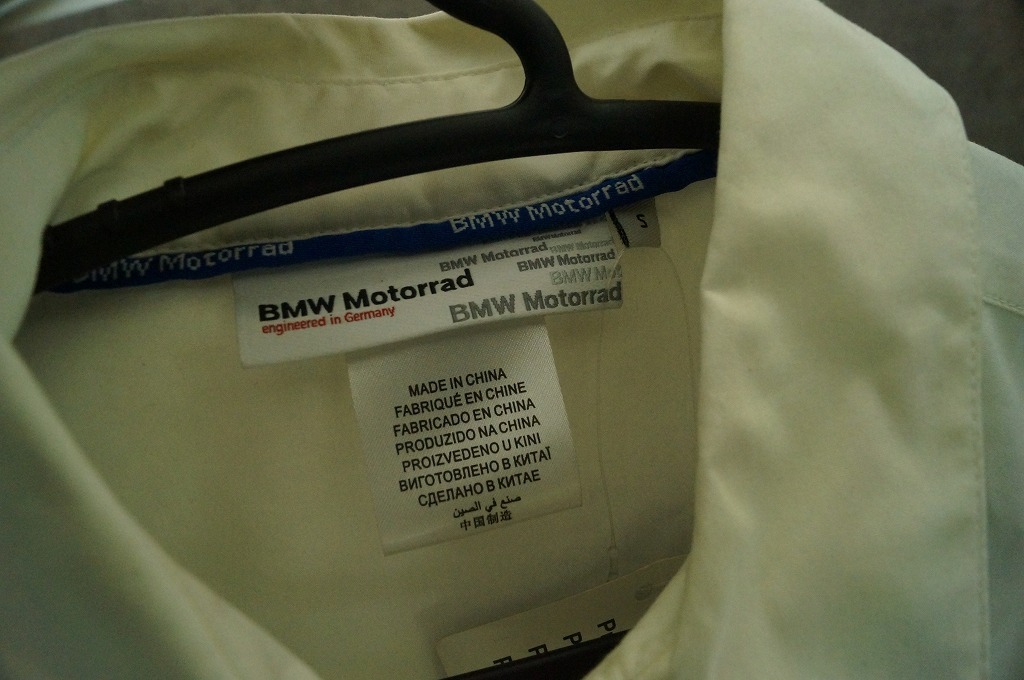 BMW Motorrad
BMW Motorrad
S
BMW Motorrad
BMW Motorrad
BMW Motorrad
BMW Motorrad
engineered in Germany
BMW Motorrad
MADE IN CHINA
FABRIQUÉ EN CHINE
FABRICADO EN CHINA
PRODUZIDO NA CHINA
PROIZVEDENO U KINI
ВИГОТОВЛЕНО В КИТАЇ
СДЕЛАНО В КИТАЕ
صنع في الصين
中国制造